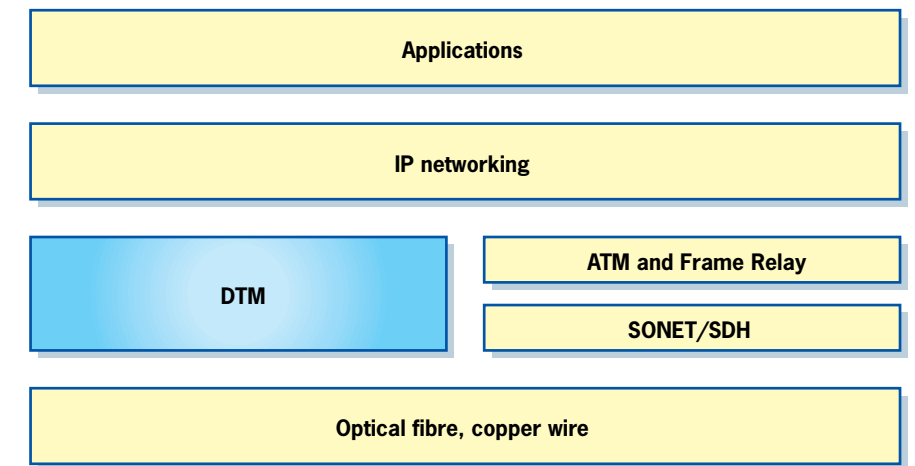 Applications
IP networking
DTM
ATM and Frame Relay
SONET/SDH
Optical fibre, copper wire